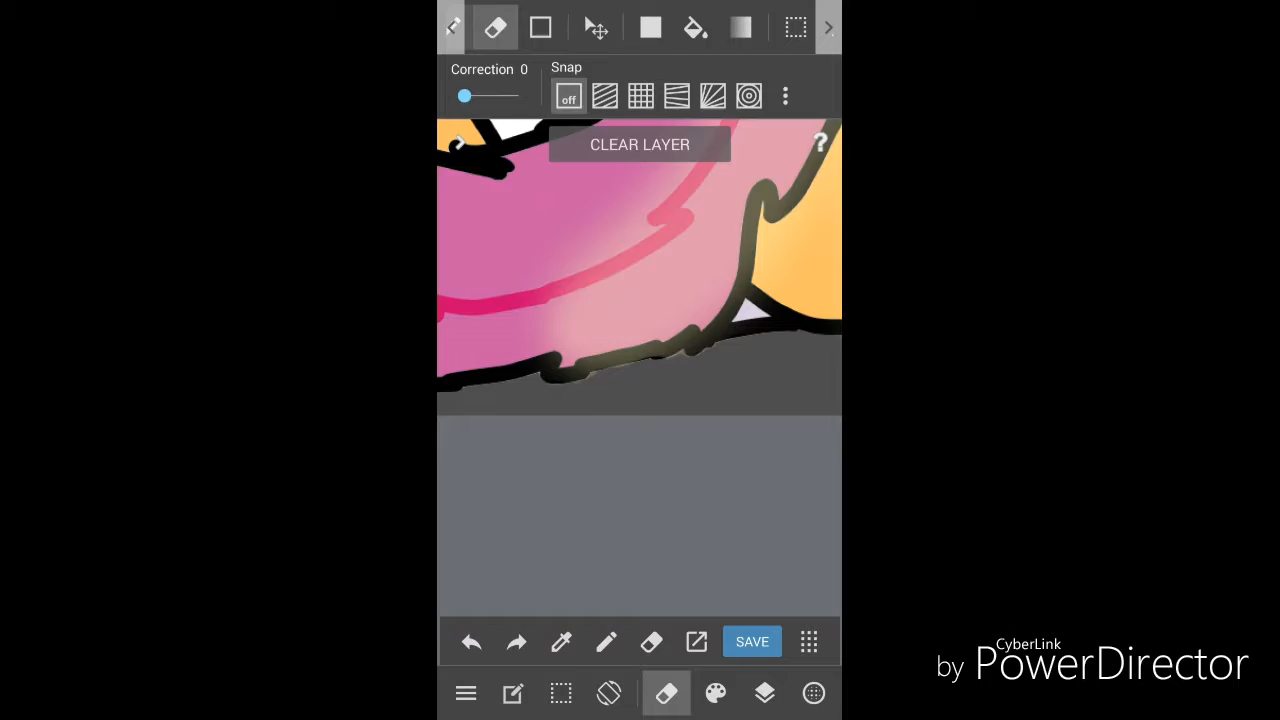 Correction 0
Snap
off
CLEAR LAYER
?
SAVE
CyberLink
by PowerDirector